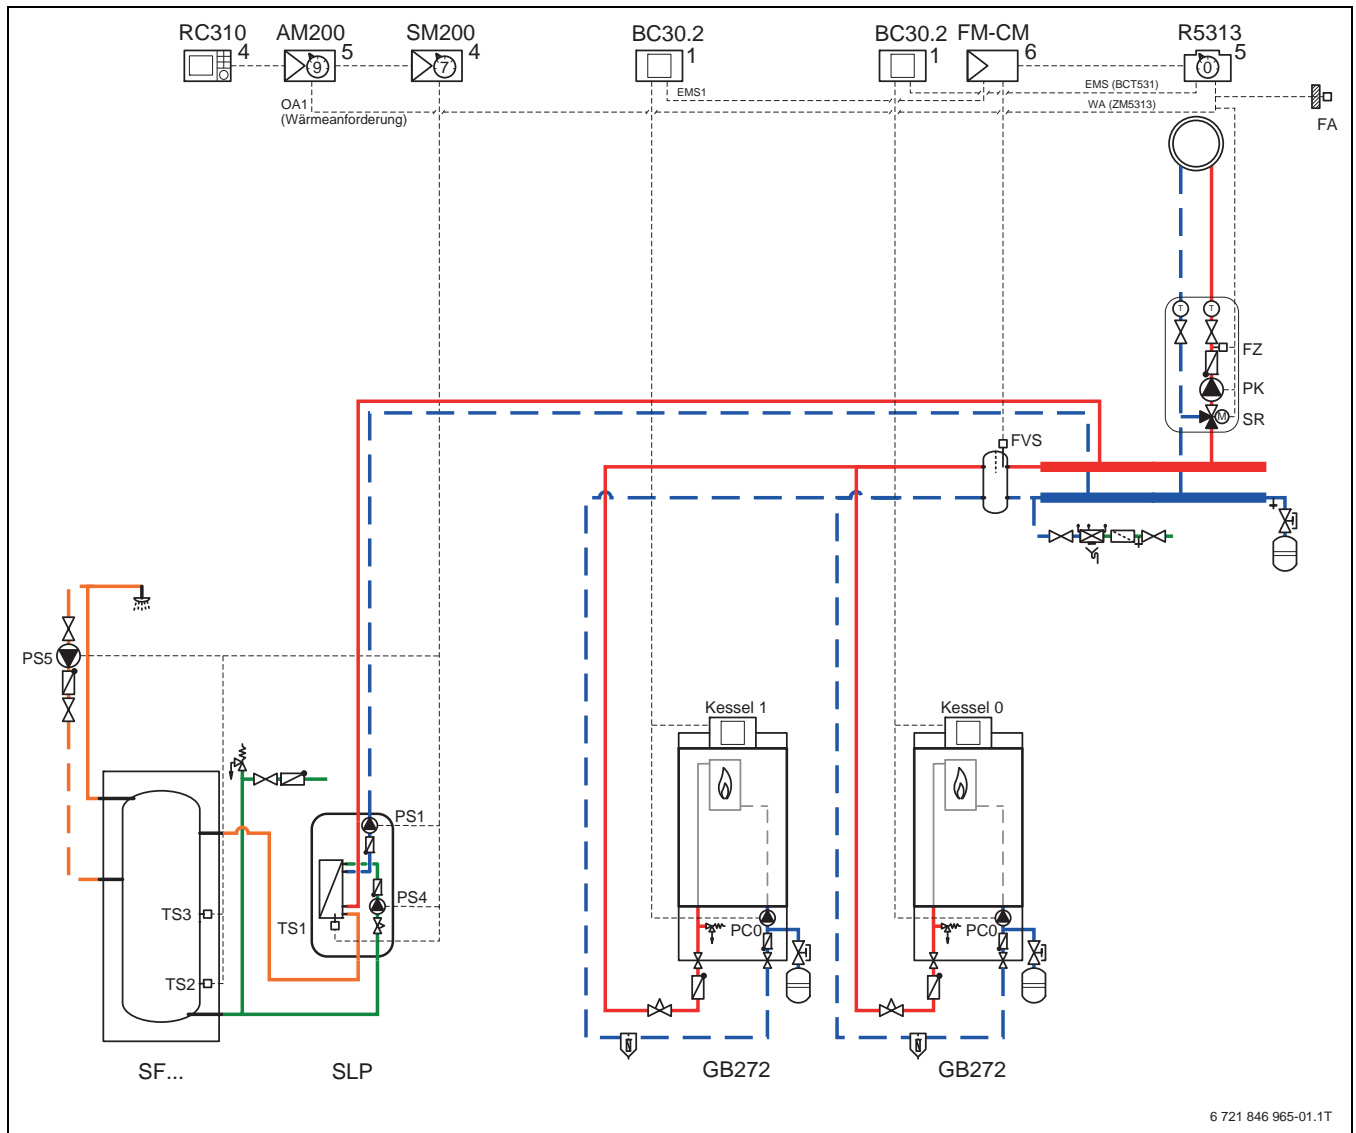 RC310
4
AM200
5
SM200
4
BC30.2
1
BC30.2
1
FM-CM
6
R5313
5
9
7
0
EMS1
EMS (BCT531)
OA1
(Wärmeanforderung)
WA (ZM5313)
FA
T
T
FZ
PK
M
SR
FVS
PS5
Kessel 1
Kessel 0
PS1
PS4
TS3
TS1
TS2
PC0
PC0
SF...
SLP
GB272
GB272
6 721 846 965-01.1T